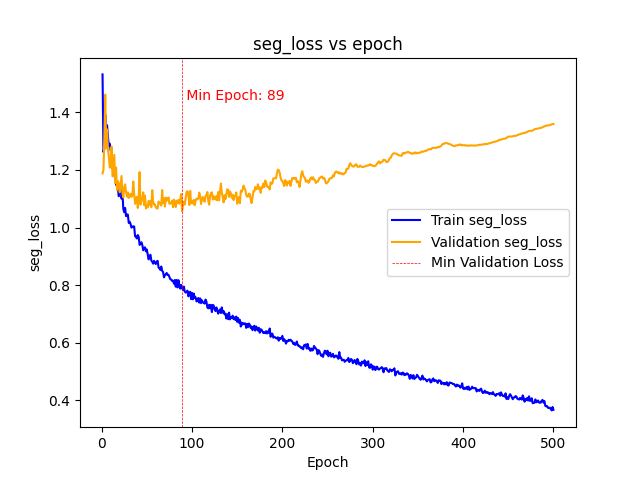 seg_loss vs epoch
Min Epoch: 89
1.4
1.2
1.0
0.8
0.6
0.4
seg_loss
Train seg_loss
Validation seg_loss
Min Validation Loss
0
100
200
300
400
500
Epoch